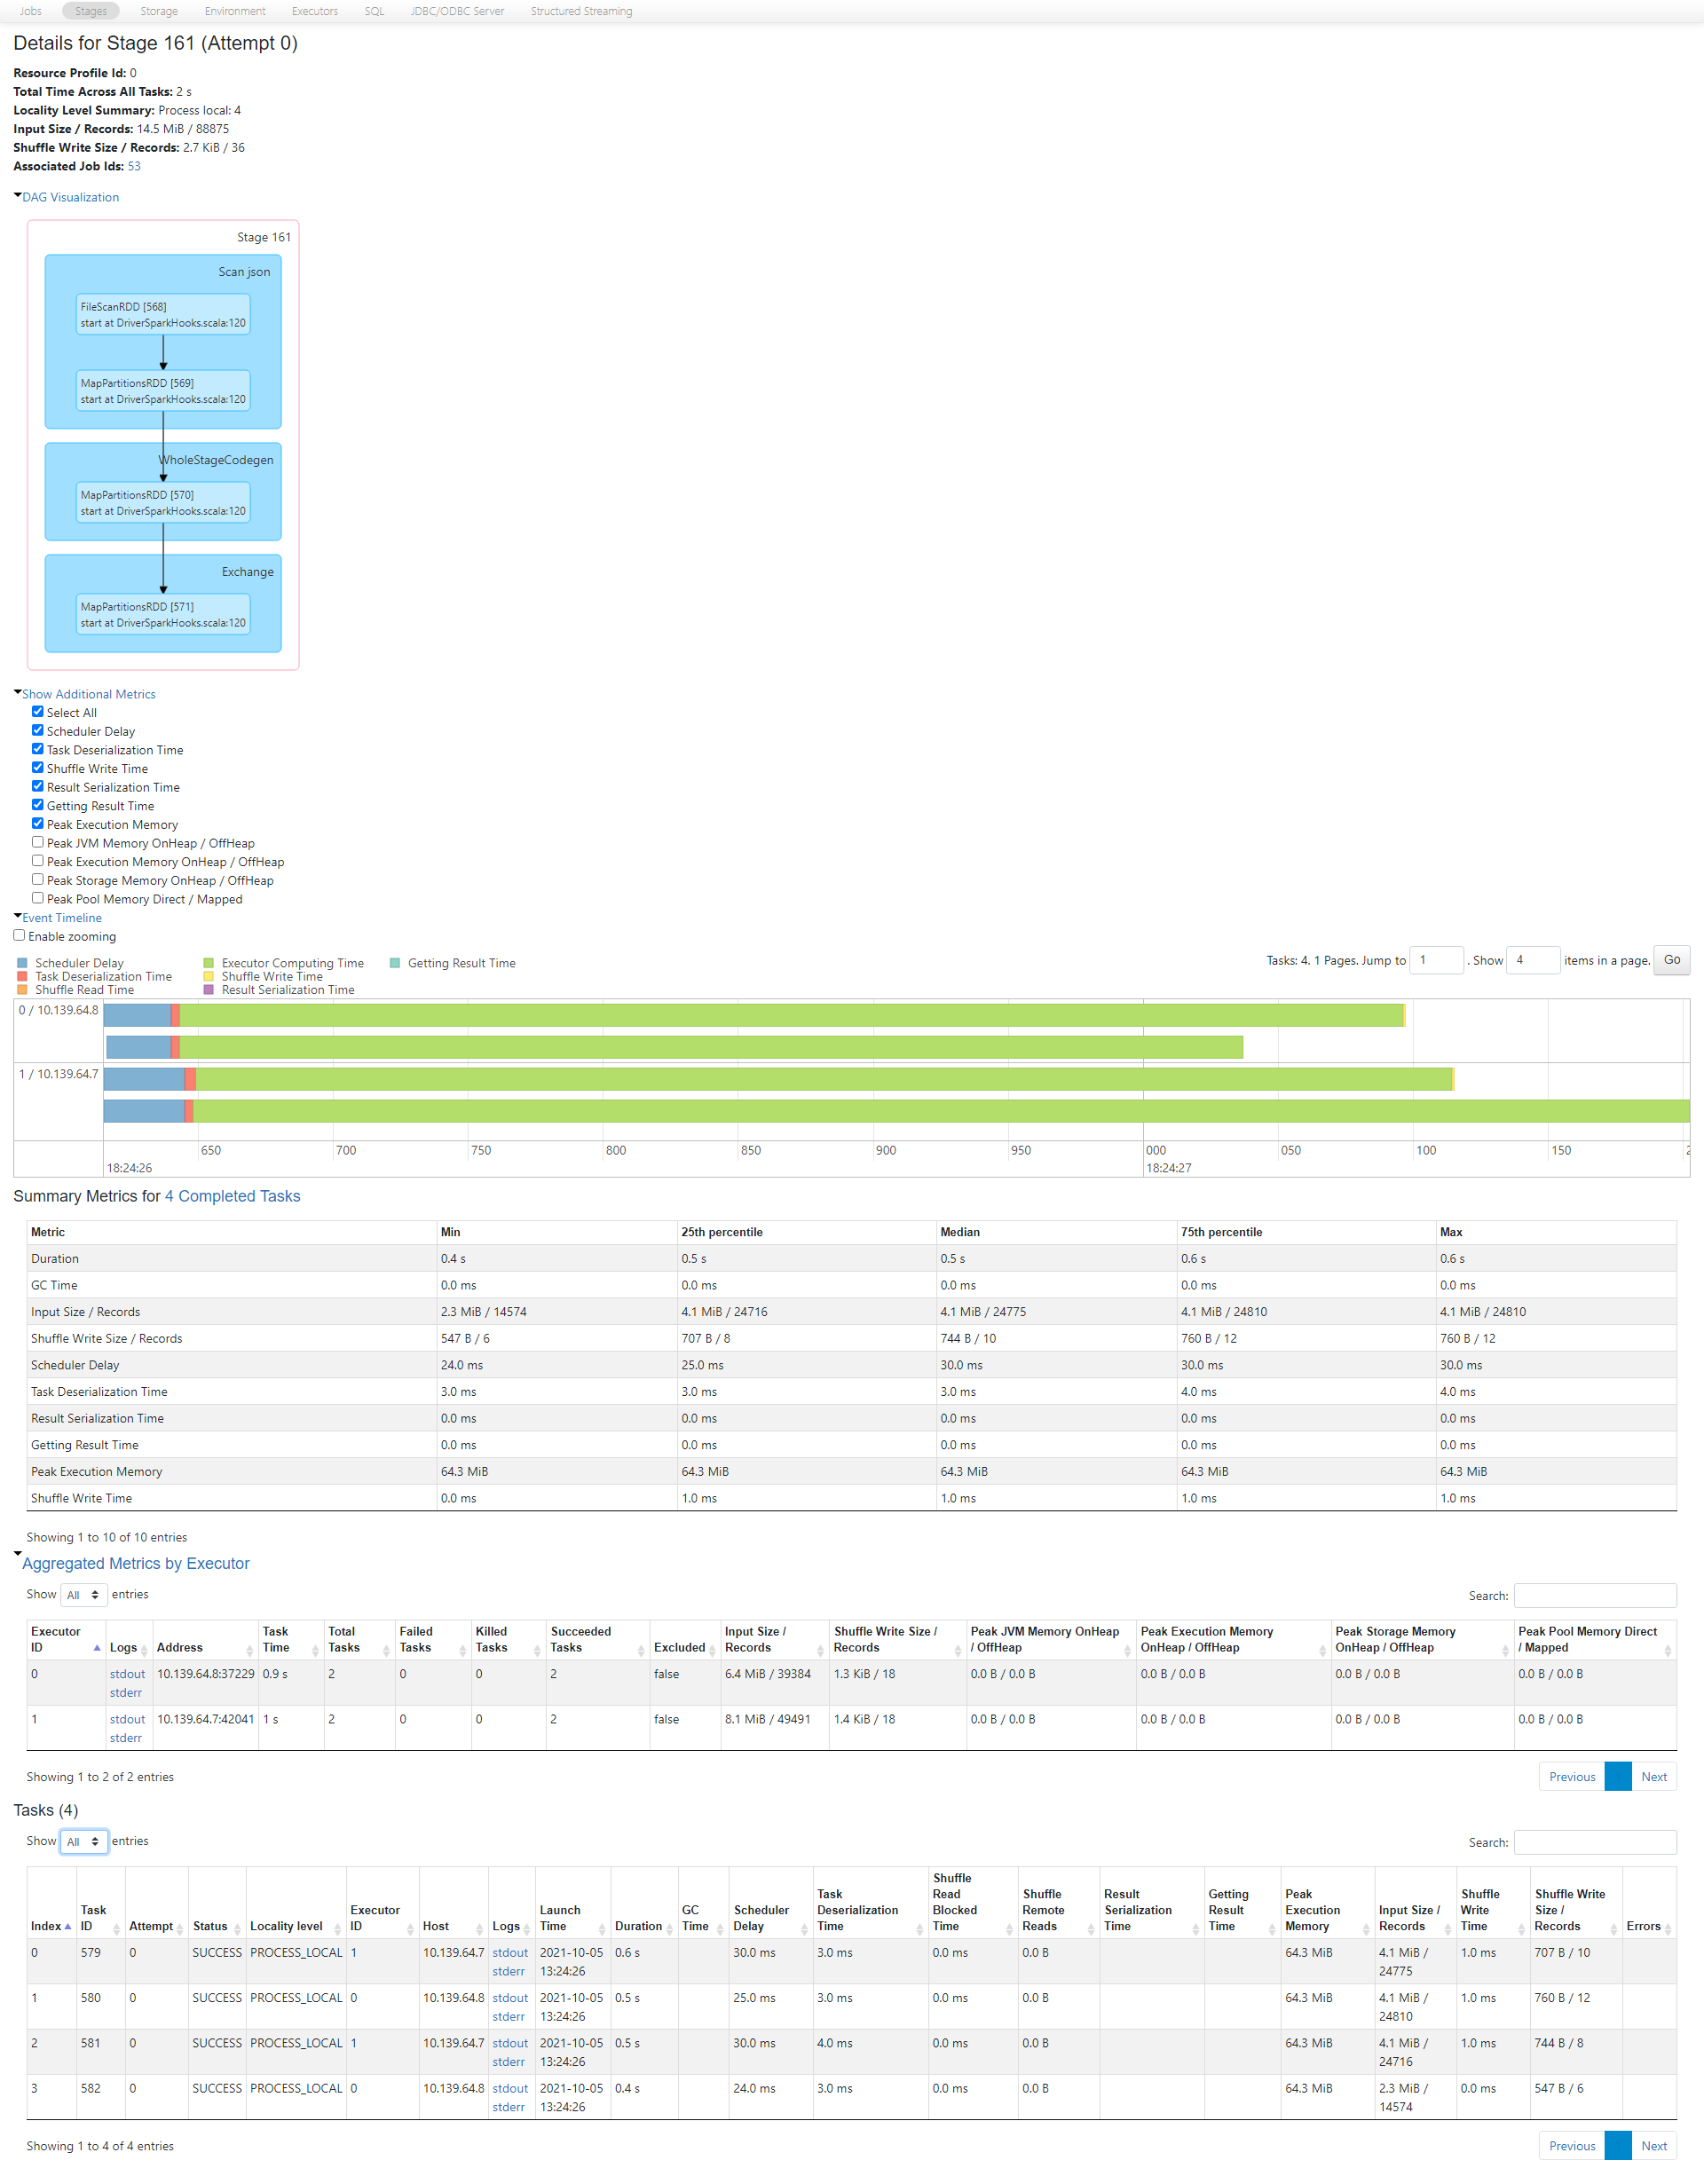 Jobs Stages Storage Environment Executors SQL JDBC/ODBC Server Structured Streaming
Details for Stage 161 (Attempt 0)
Resource Profile Id: 0
Total Time Across All Tasks: 2 s
Locality Level Summary: Process local: 4
Input Size / Records: 14.5 MiB / 88875
Shuffle Write Size / Records: 2.7 KiB / 36
Associated Job Ids: 53
DAG Visualization
Stage 161
Scan json
FileScanRDD [568]
start at DriverSparkHooks.scala:120
MapPartitionsRDD [569]
start at DriverSparkHooks.scala:120
WholeStageCodegen
MapPartitionsRDD [570]
start at DriverSparkHooks.scala:120
Exchange
MapPartitionsRDD [571]
start at DriverSparkHooks.scala:120
Show Additional Metrics
Select All
Scheduler Delay
Task Deserialization Time
Shuffle Write Time
Result Serialization Time
Getting Result Time
Peak Execution Memory
Peak JVM Memory OnHeap / OffHeap
Peak Execution Memory OnHeap / OffHeap
Peak Storage Memory OnHeap / OffHeap
Peak Pool Memory Direct / Mapped
Event Timeline
Enable zooming
Scheduler Delay Executor Computing Time Getting Result Time
Task Deserialization Time Shuffle Write Time
Shuffle Read Time Result Serialization Time
Tasks: 4. 1 Pages. Jump to 1 . Show 4 items in a page. Go
0 / 10.139.64.8
1 / 10.139.64.7
650 700 750 800 850 900 950 000 050 100 150 2
18:24:26 18:24:27
Summary Metrics for 4 Completed Tasks
Metric Min 25th percentile Median 75th percentile Max
Duration 0.4 s 0.5 s 0.5 s 0.6 s 0.6 s
GC Time 0.0 ms 0.0 ms 0.0 ms 0.0 ms 0.0 ms
Input Size / Records 2.3 MiB / 14574 4.1 MiB / 24716 4.1 MiB / 24775 4.1 MiB / 24810 4.1 MiB / 24810
Shuffle Write Size / Records 547 B / 6 707 B / 8 744 B / 10 760 B / 12 760 B / 12
Scheduler Delay 24.0 ms 25.0 ms 30.0 ms 30.0 ms 30.0 ms
Task Deserialization Time 3.0 ms 3.0 ms 3.0 ms 4.0 ms 4.0 ms
Result Serialization Time 0.0 ms 0.0 ms 0.0 ms 0.0 ms 0.0 ms
Getting Result Time 0.0 ms 0.0 ms 0.0 ms 0.0 ms 0.0 ms
Peak Execution Memory 64.3 MiB 64.3 MiB 64.3 MiB 64.3 MiB 64.3 MiB
Shuffle Write Time 0.0 ms 1.0 ms 1.0 ms 1.0 ms 1.0 ms
Showing 1 to 10 of 10 entries
Aggregated Metrics by Executor
Show All entries Search:
Executor ID Logs Address Task Time Total Tasks Failed Tasks Killed Tasks Succeeded Tasks Excluded Input Size / Records Shuffle Write Size / Records Peak JVM Memory OnHeap / OffHeap Peak Execution Memory OnHeap / OffHeap Peak Storage Memory OnHeap / OffHeap Peak Pool Memory Direct / Mapped
0 stdout 10.139.64.8:37229 0.9 s 2 0 0 2 false 6.4 MiB / 39384 1.3 KiB / 18 0.0 B / 0.0 B 0.0 B / 0.0 B 0.0 B / 0.0 B 0.0 B / 0.0 B
stderr
1 stdout 10.139.64.7:42041 1 s 2 0 0 2 false 8.1 MiB / 49491 1.4 KiB / 18 0.0 B / 0.0 B 0.0 B / 0.0 B 0.0 B / 0.0 B 0.0 B / 0.0 B
stderr
Showing 1 to 2 of 2 entries Previous Next
Tasks (4)
Show All entries Search:
Index Task ID Attempt Status Locality level Executor ID Host Logs Launch Time Duration GC Time Scheduler Delay Task Deserialization Time Shuffle Read Blocked Time Shuffle Remote Reads Result Serialization Time Getting Result Time Peak Execution Memory Input Size / Records Shuffle Write Time Shuffle Write Size / Records Errors
0 579 0 SUCCESS PROCESS_LOCAL 1 10.139.64.7 stdout 2021-10-05 0.6 s 30.0 ms 3.0 ms 0.0 ms 0.0 B 64.3 MiB 4.1 MiB / 1.0 ms 707 B / 10
stderr 13:24:26 24775
1 580 0 SUCCESS PROCESS_LOCAL 0 10.139.64.8 stdout 2021-10-05 0.5 s 25.0 ms 3.0 ms 0.0 ms 0.0 B 64.3 MiB 4.1 MiB / 1.0 ms 760 B / 12
stderr 13:24:26 24810
2 581 0 SUCCESS PROCESS_LOCAL 1 10.139.64.7 stdout 2021-10-05 0.5 s 30.0 ms 4.0 ms 0.0 ms 0.0 B 64.3 MiB 4.1 MiB / 1.0 ms 744 B / 8
stderr 13:24:26 24716
3 582 0 SUCCESS PROCESS_LOCAL 0 10.139.64.8 stdout 2021-10-05 0.4 s 24.0 ms 3.0 ms 0.0 ms 0.0 B 64.3 MiB 2.3 MiB / 0.0 ms 547 B / 6
stderr 13:24:26 14574
Showing 1 to 4 of 4 entries Previous Next